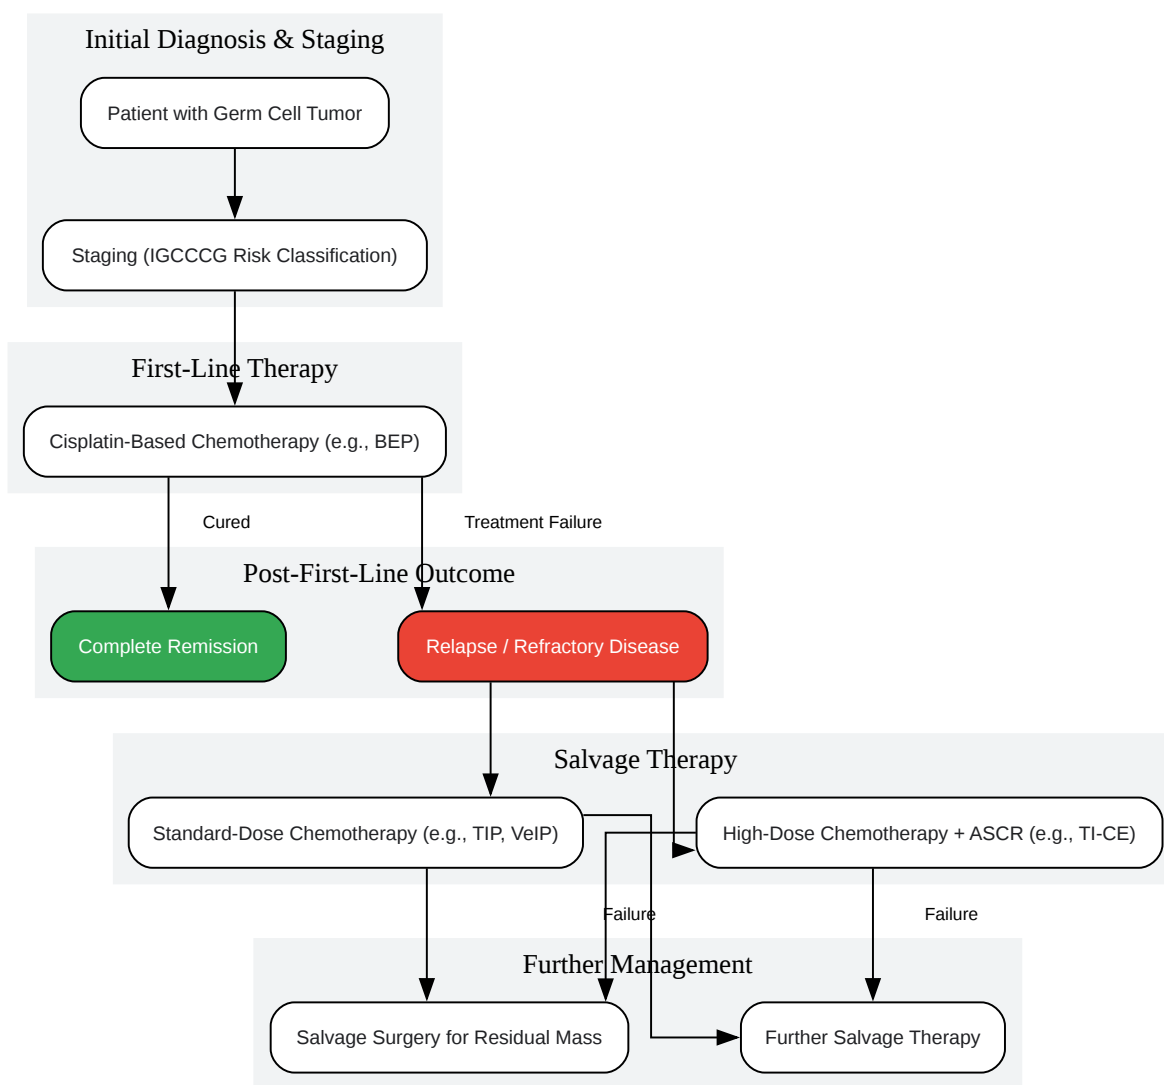 Initial Diagnosis & Staging
Patient with Germ Cell Tumor
Staging (IGCCCG Risk Classification)
First-Line Therapy
Cisplatin-Based Chemotherapy (e.g., BEP)
Cured
Treatment Failure
Post-First-Line Outcome
Complete Remission
Relapse / Refractory Disease
Salvage Therapy
Standard-Dose Chemotherapy (e.g., TIP, VeIP)
High-Dose Chemotherapy + ASCR (e.g., TI-CE)
Failure
Failure
Further Management
Salvage Surgery for Residual Mass
Further Salvage Therapy